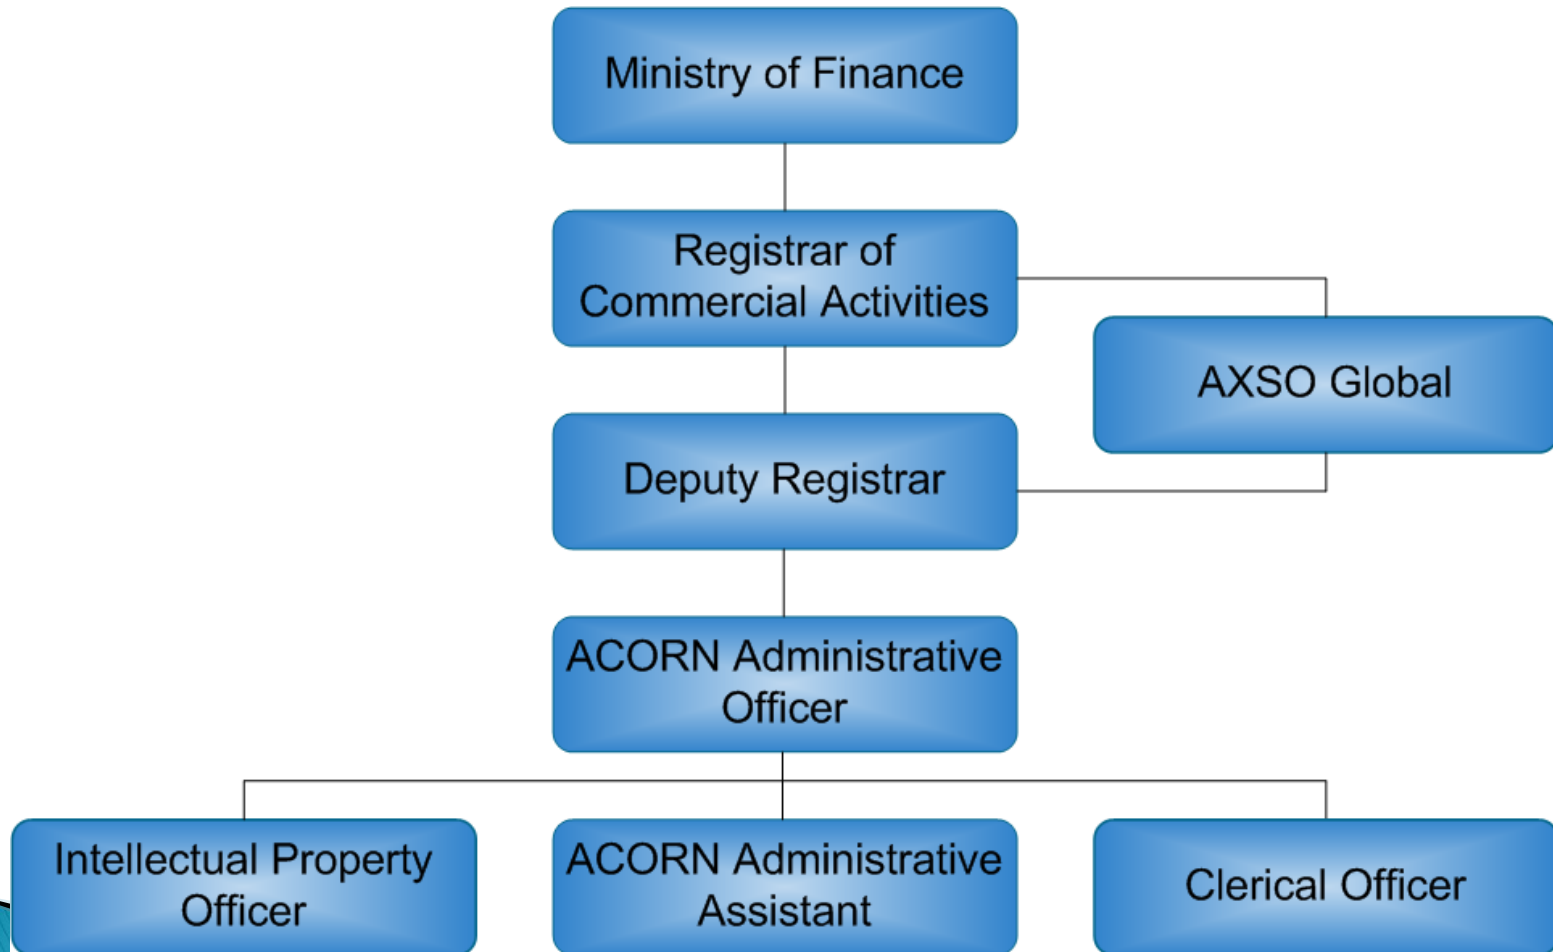 Ministry of Finance
Registrar of
Commercial Activities
AXSO Global
Deputy Registrar
ACORN Administrative
Officer
Intellectual Property
Officer
ACORN Administrative
Assistant
Clerical Officer